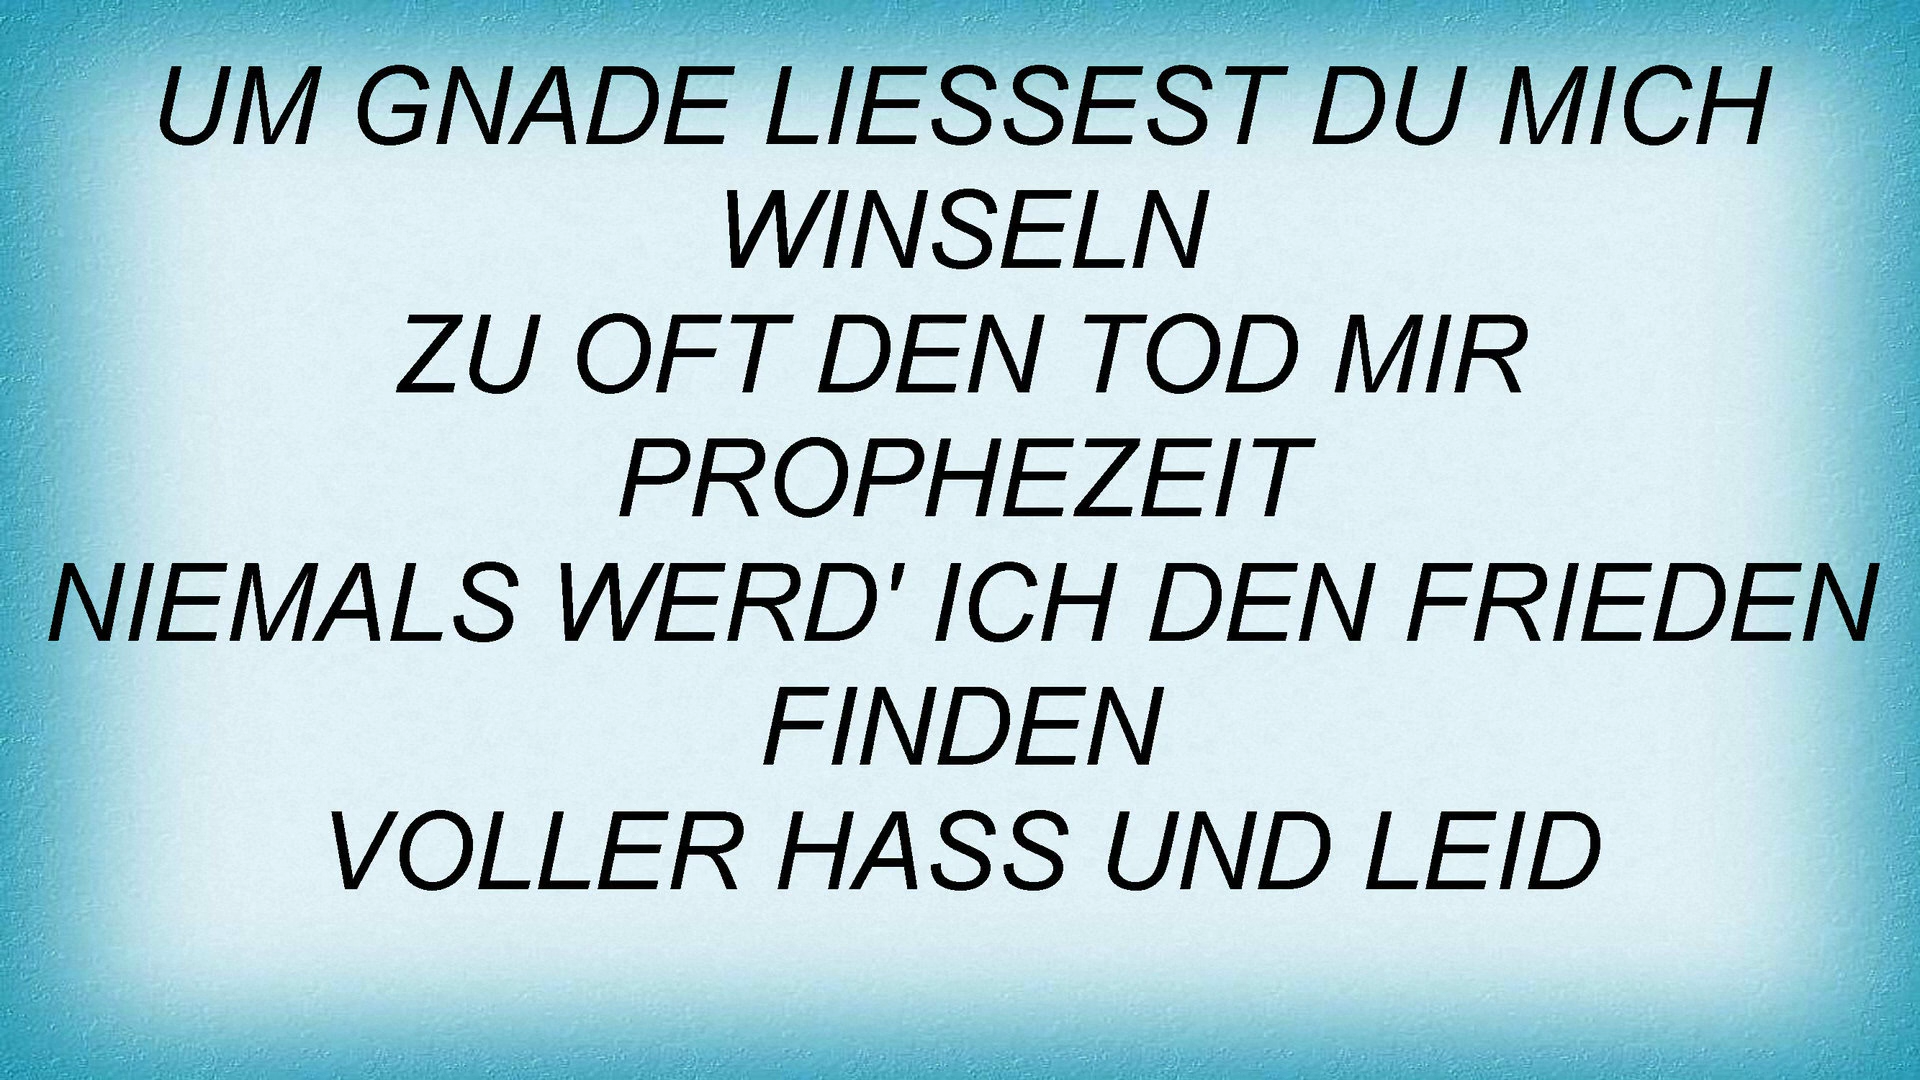 UM GNADE LIESSEST DU MICH
WINSELN
ZU OFT DEN TOD MIR
PROPHEZEIT
NIEMALS WERD' ICH DEN FRIEDEN
FINDEN
VOLLER HASS UND LEID